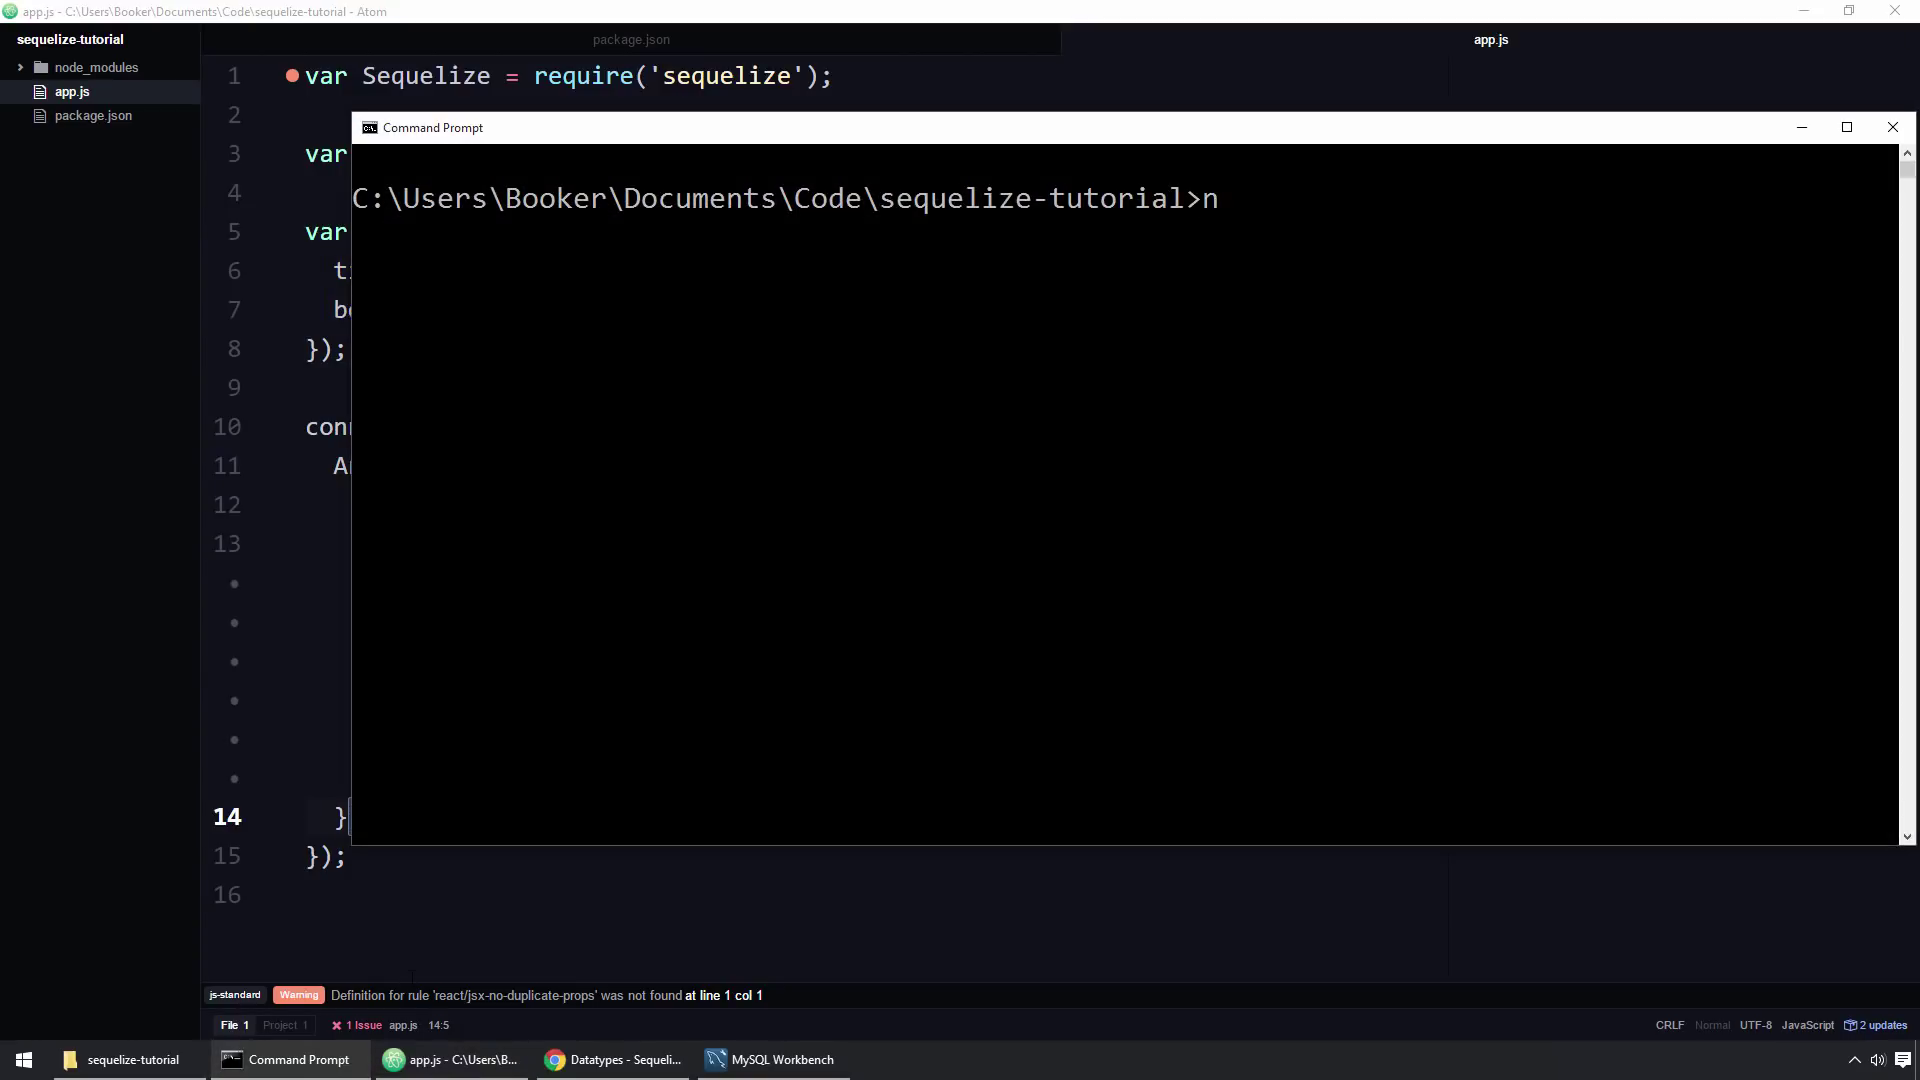 app.js - C:\Users\Booker\Documents\Code\sequelize-tutorial - Atom
sequelize-tutorial
package.json
app.js
node_modules
app.js
package.json
1 var Sequelize = require('sequelize');
2
3 var
4
5 var
6 ti
7 bo
8 });
9
10 conn
11 A
12
13
14 }
15 });
16
Command Prompt
C:\Users\Booker\Documents\Code\sequelize-tutorial>n
js-standard Warning Definition for rule 'react/jsx-no-duplicate-props' was not found at line 1 col 1
File 1 Project 1 1 Issue app.js 14:5
CRLF Normal UTF-8 JavaScript 2 updates
sequelize-tutorial
Command Prompt
app.js - C:\Users\B...
Datatypes - Sequeli...
MySQL Workbench